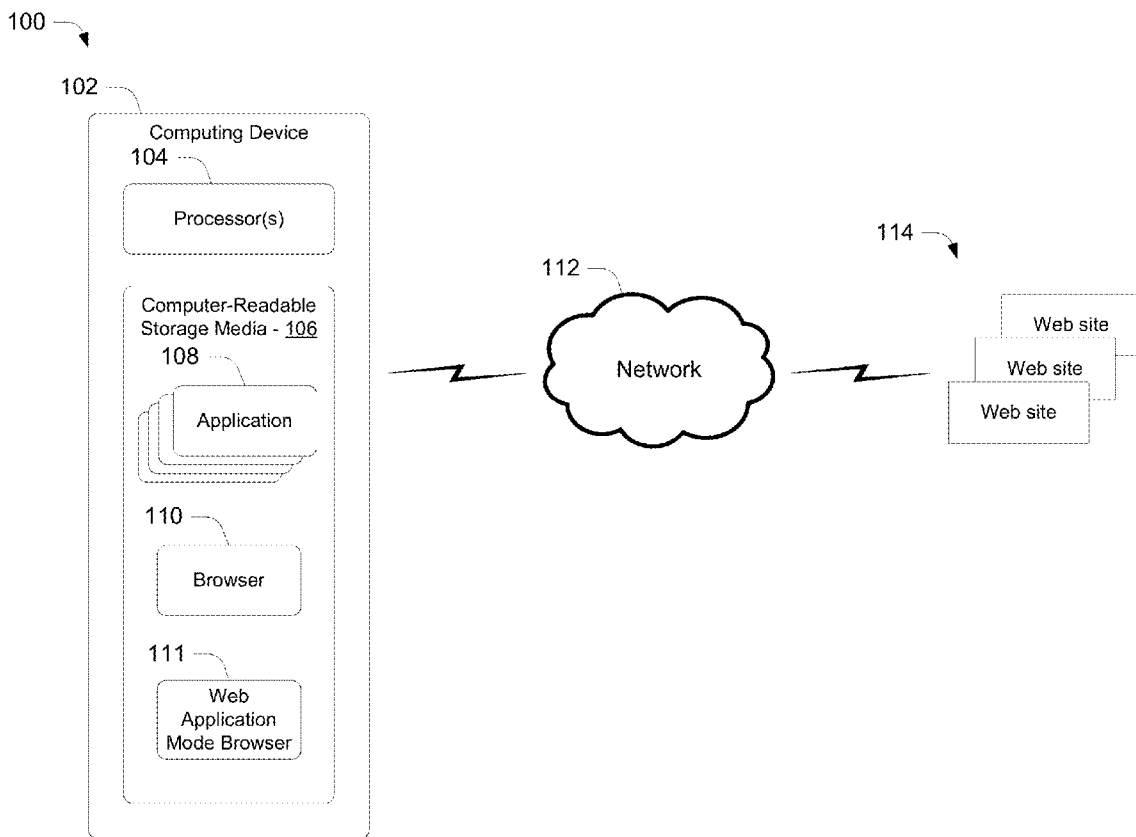 100
102
Computing Device
104
Processor(s)
Computer-Readable
Storage Media - 106
108
Application
110
Browser
111
Web
Application
Mode Browser
112
Network
114
Web site
Web site
Web site